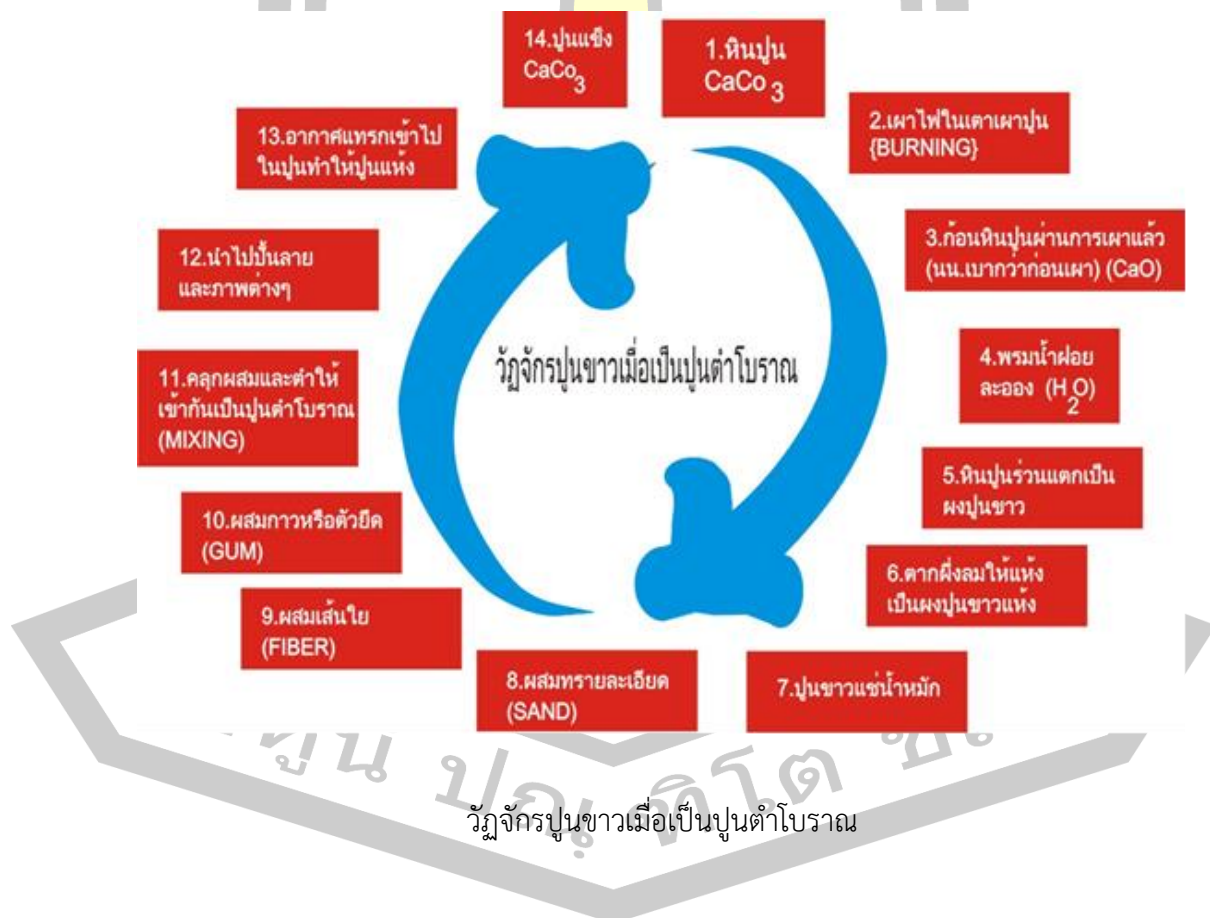 14.ปูนแข็ง
CaCo3
1.หินปูน
CaCo3
2.เผาไฟในเตาเผาปูน
{BURNING}
3.ก้อนหินปูนผ่านการเผาแล้ว
(นน.เบากว่าก่อนเผา) (CaO)
4.พรมน้ำฝอย
ละออง (H2O)
5.หินปูนร่วนแตกเป็น
ผงปูนขาว
6.ตากผึ่งลมให้แห้ง
เป็นผงปูนขาวแห้ง
7.ปูนขาวแช่น้ำหมัก
8.ผสมทรายละเอียด
(SAND)
9.ผสมเส้นใย
(FIBER)
10.ผสมกาวหรือตัวยึด
(GUM)
11.คลุกผสมและตำให้
เข้ากันเป็นปูนตำโบราณ
(MIXING)
12.นำไปปั้นลาย
และภาพต่างๆ
13.อากาศแทรกเข้าไป
ในปูนทำให้ปูนแห้ง
วัฏจักรปูนขาวเมื่อเป็นปูนตำโบราณ
วัฏจักรปูนขาวเมื่อเป็นปูนตำโบราณ